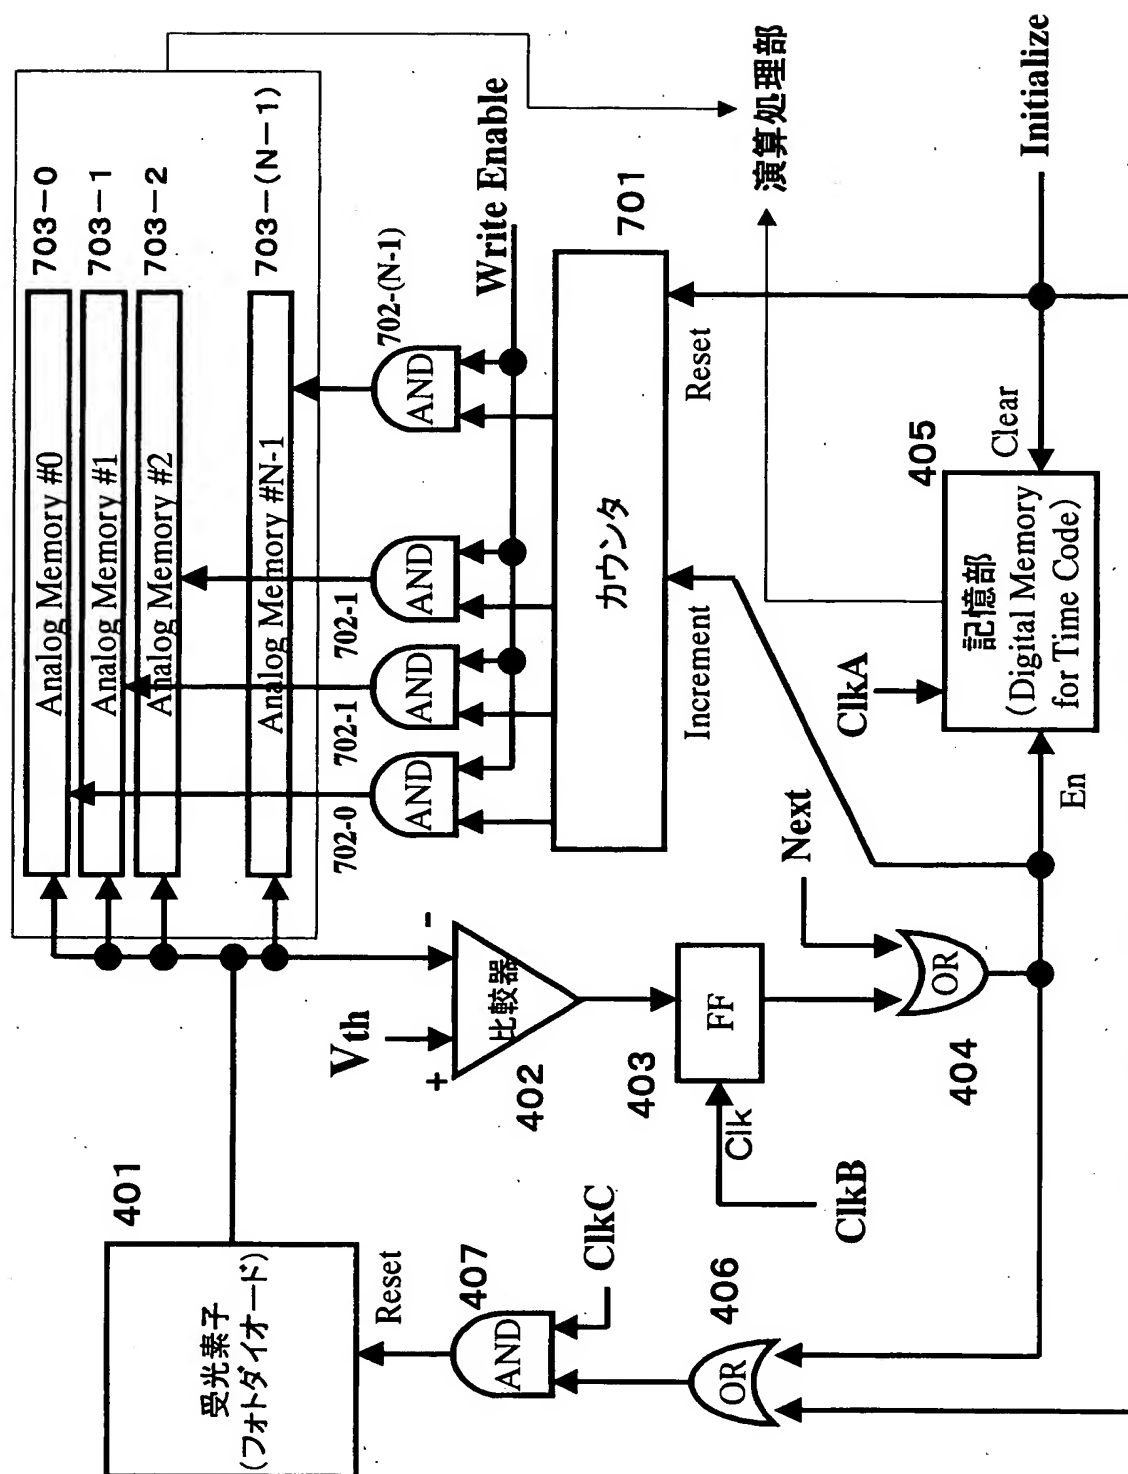 703-0
703-1
703-2
703-(N-1)
Analog Memory #0
Analog Memory #1
Analog Memory #2
Analog Memory #N-1
演算処理部
Write Enable
702-(N-1)
AND
702-1
AND
702-1
AND
702-0
AND
701
カウンタ
Reset
Increment
Initialize
Clear
405
記憶部
(Digital Memory
for Time Code)
ClkA
En
Next
-
+
Vth
比較器
402
403
FF
Clk
ClkB
OR
404
401
受光素子
(フォトダイオード)
Reset
407
AND
ClkC
406
OR